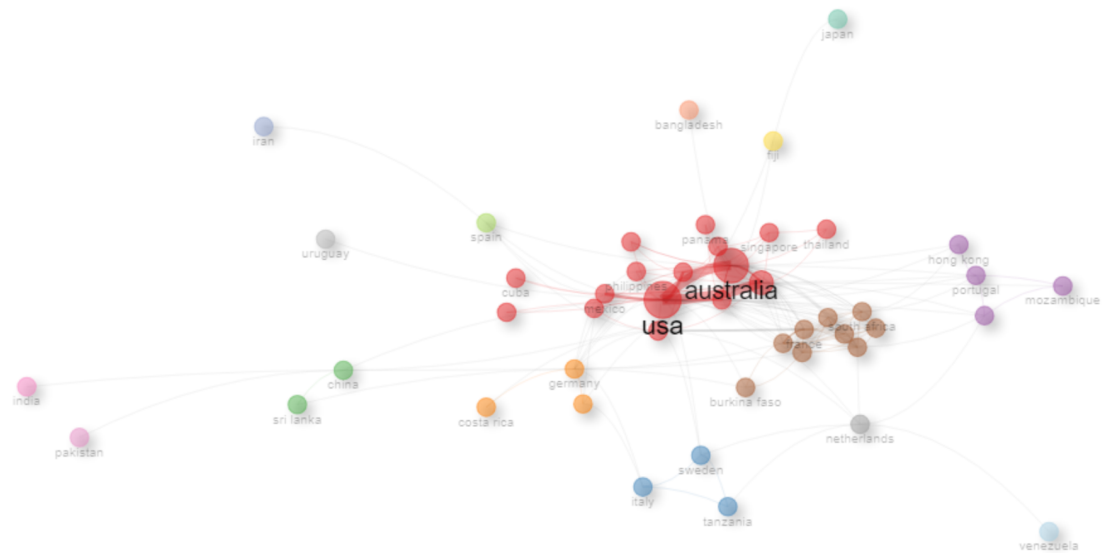 japan
bangladesh
iran
fiji
spain
uruguay
panama
singapore
thailand
hong kong
philippines
portugal
cuba
australia
mozambique
mexico
usa
south africa
france
china
germany
india
burkina faso
sri lanka
costa rica
netherlands
pakistan
sweden
italy
tanzania
venezuela